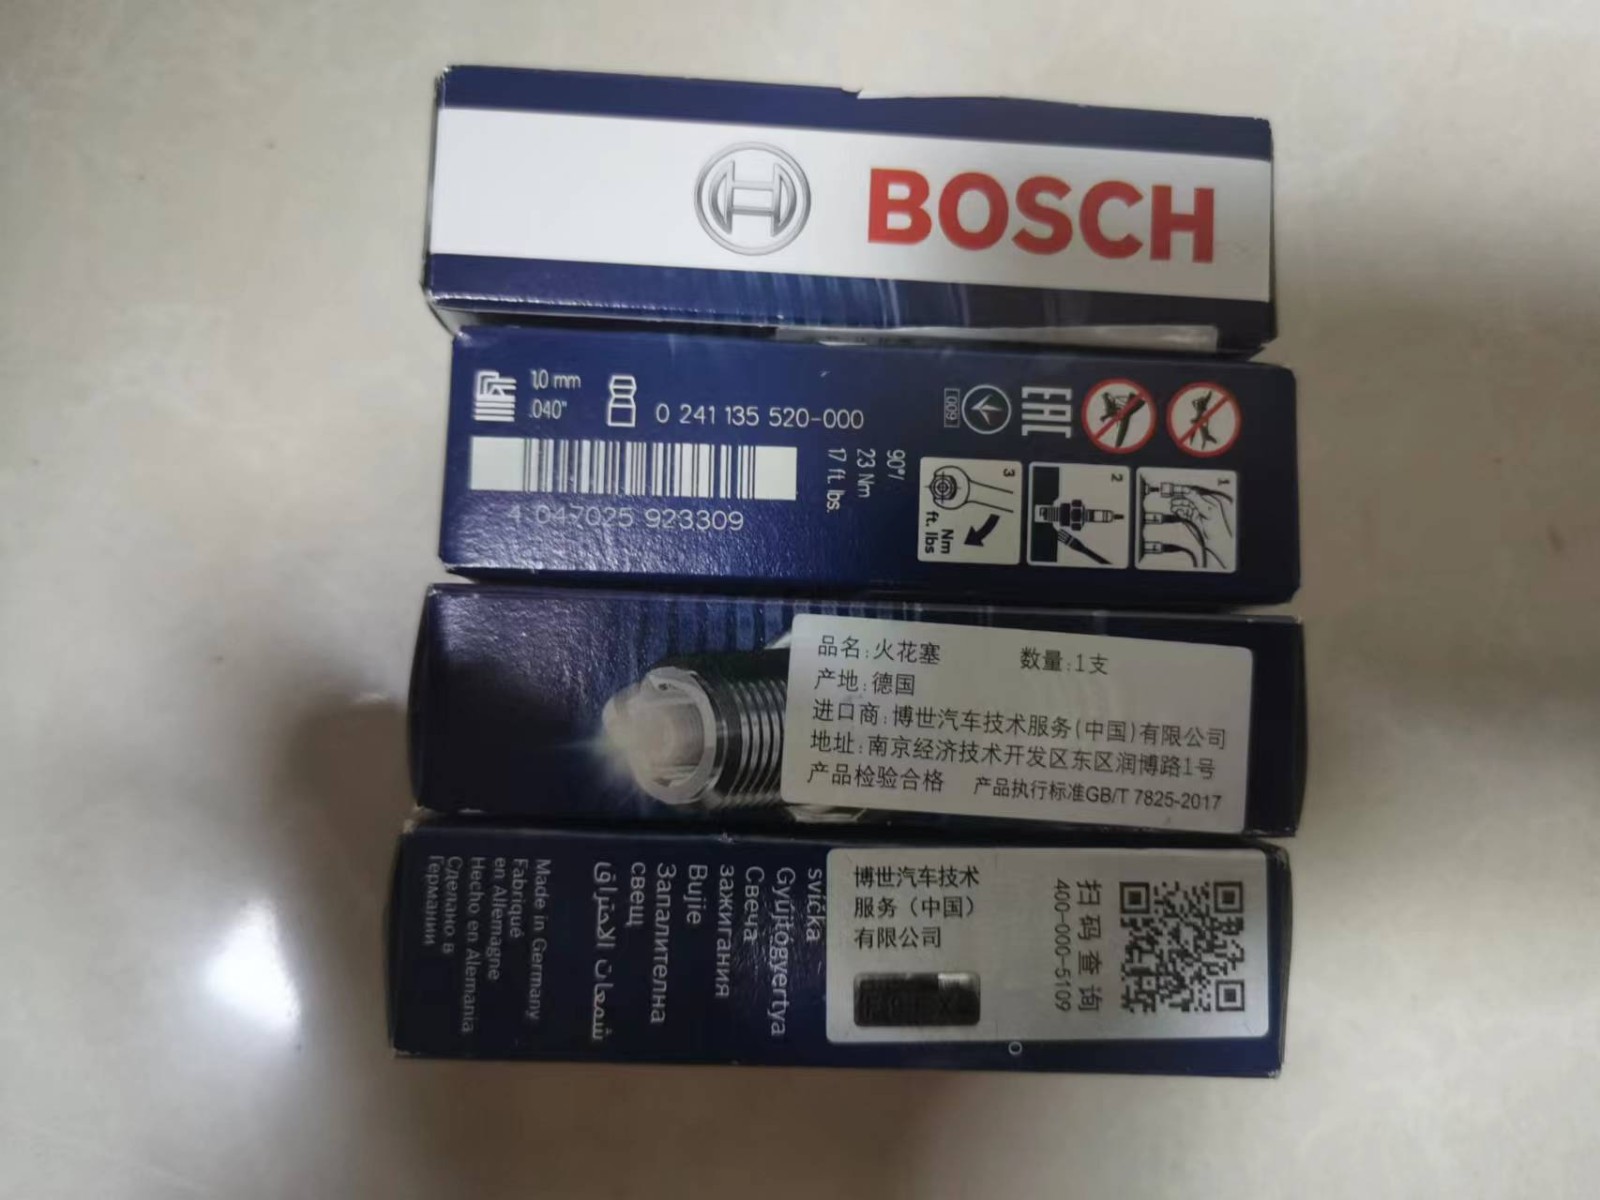 BOSCH
1,0 mm
.040"
0 241 135 520-000
4 047025 923309
90°/
23 Nm
17 ft. lbs.
009
EAC
3
Nm
ft. lbs
2
1
品名:火花塞 数量:1支
产地:德国
进口商:博世汽车技术服务(中国)有限公司
地址:南京经济技术开发区东区润博路1号
产品检验合格 产品执行标准GB/T 7825-2017
svíčka
Gyújtógyertya
Свеча
зажигания
Bujie
Запалителна
свещ
شمعات الاحتراق
Made in Germany
Fabriqué
en Allemagne
Hecho en Alemania
Сделано в
Германии
博世汽车技术
服务（中国）
有限公司
扫码查询
400-000-5109